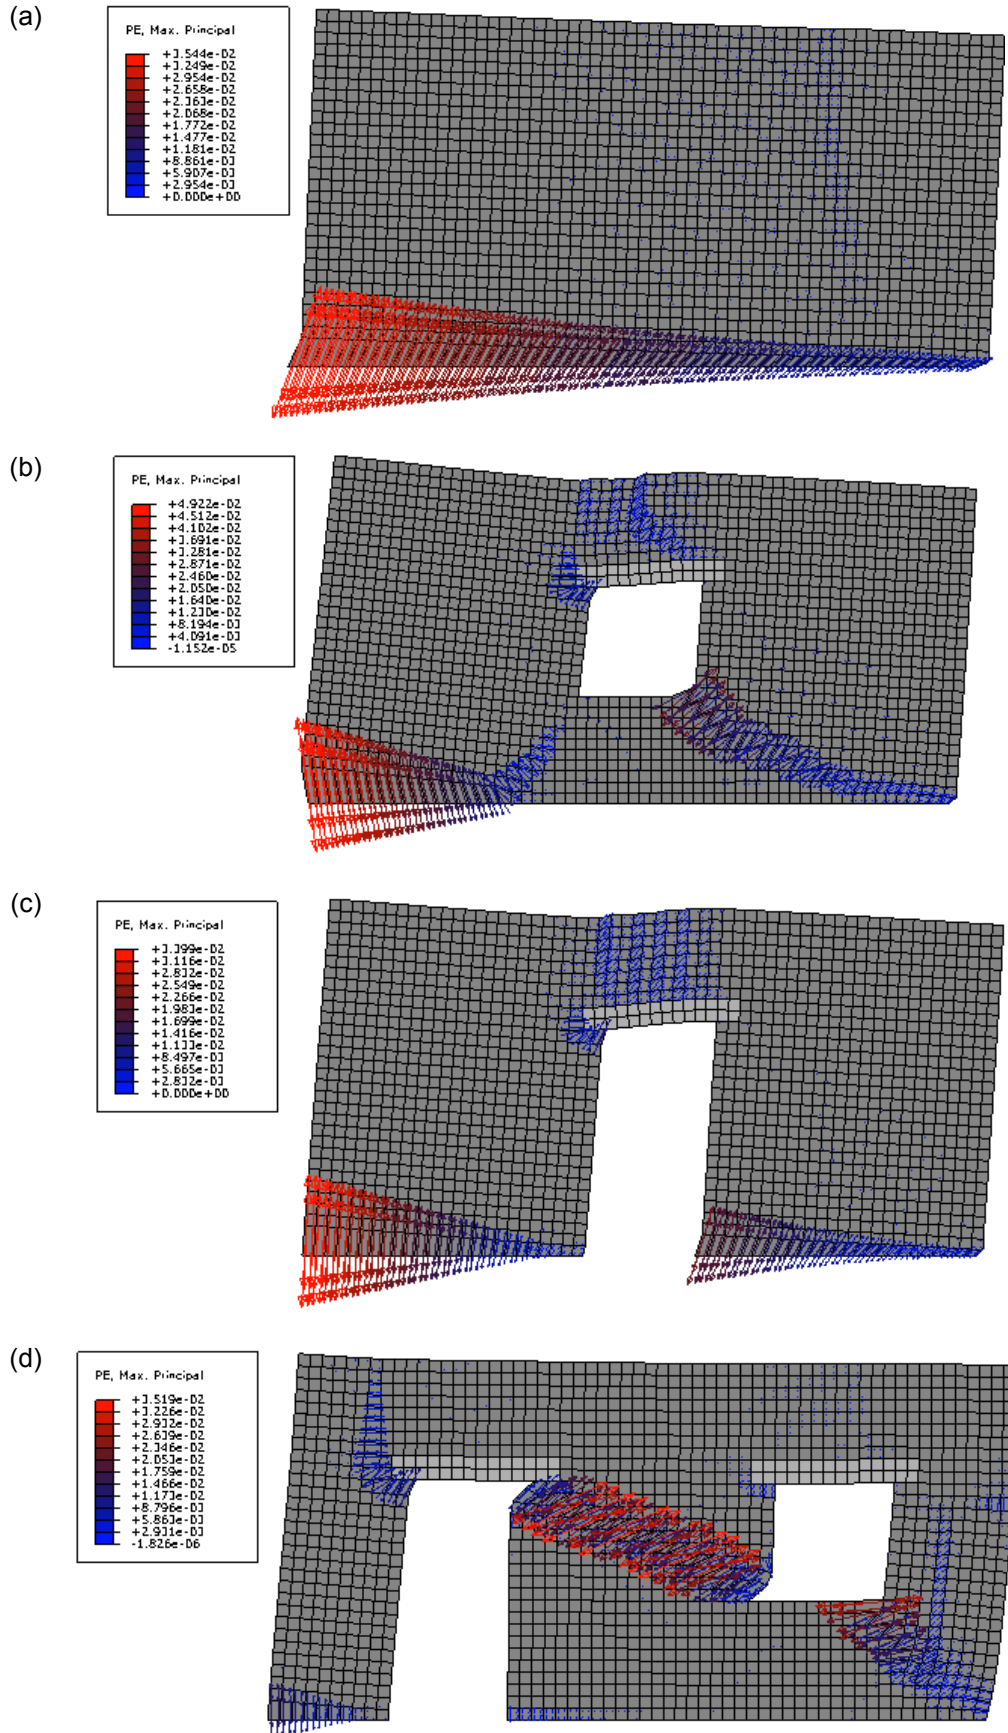 (a)
PE, Max. Principal
+3.544e-02
+3.249e-02
+2.954e-02
+2.658e-02
+2.363e-02
+2.068e-02
+1.772e-02
+1.477e-02
+1.181e-02
+8.861e-03
+5.907e-03
+2.954e-03
+0.000e+00
(b)
PE, Max. Principal
+4.922e-02
+4.512e-02
+4.102e-02
+3.691e-02
+3.281e-02
+2.871e-02
+2.460e-02
+2.050e-02
+1.640e-02
+1.230e-02
+8.194e-03
+4.091e-03
-1.152e-05
(c)
PE, Max. Principal
+3.399e-02
+3.116e-02
+2.832e-02
+2.549e-02
+2.266e-02
+1.983e-02
+1.699e-02
+1.416e-02
+1.133e-02
+8.497e-03
+5.665e-03
+2.832e-03
+0.000e+00
(d)
PE, Max. Principal
+3.519e-02
+3.226e-02
+2.932e-02
+2.639e-02
+2.346e-02
+2.053e-02
+1.759e-02
+1.466e-02
+1.173e-02
+8.796e-03
+5.863e-03
+2.931e-03
-1.826e-06